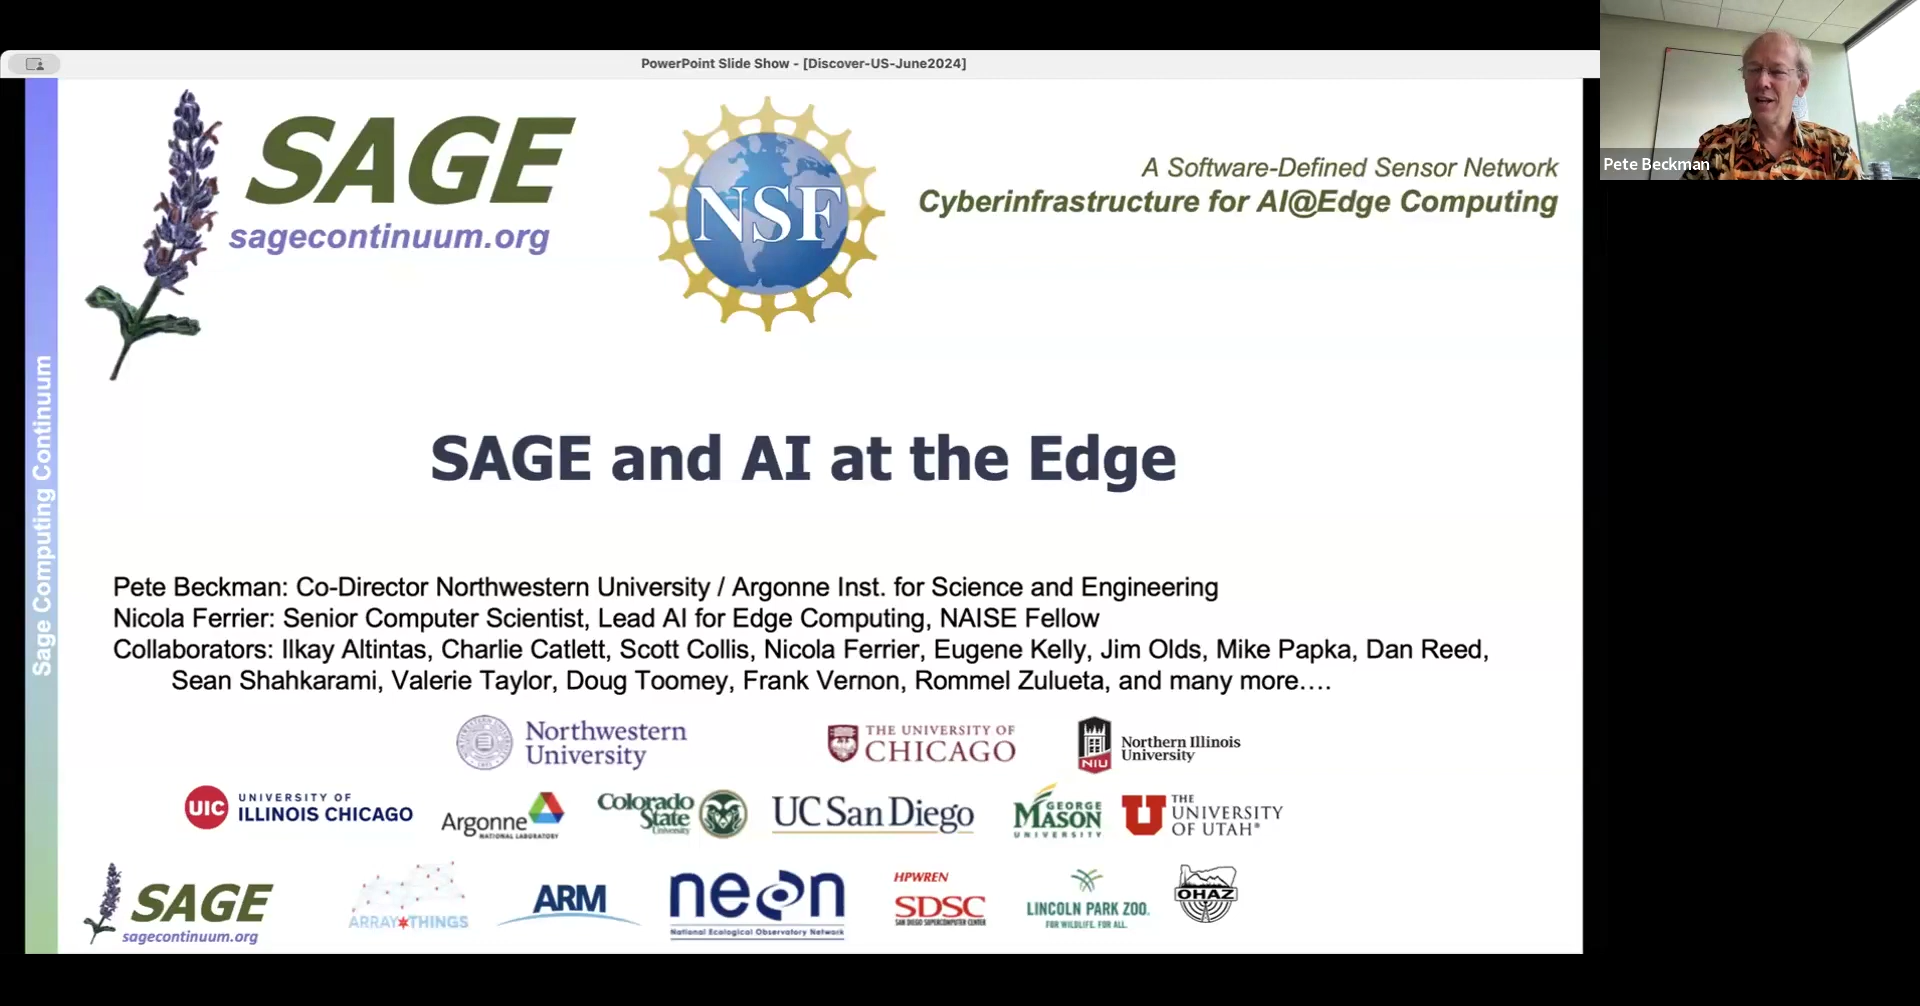 PowerPoint Slide Show - [Discover-US-June2024]
SAGE
sagecontinuum.org
NSF
A Software-Defined Sensor Network
Cyberinfrastructure for AI@Edge Computing
Pete Beckman
Sage Computing Continuum
SAGE and AI at the Edge
Pete Beckman: Co-Director Northwestern University / Argonne Inst. for Science and Engineering
Nicola Ferrier: Senior Computer Scientist, Lead AI for Edge Computing, NAISE Fellow
Collaborators: Ilkay Altintas, Charlie Catlett, Scott Collis, Nicola Ferrier, Eugene Kelly, Jim Olds, Mike Papka, Dan Reed,
Sean Shahkarami, Valerie Taylor, Doug Toomey, Frank Vernon, Rommel Zulueta, and many more....
Northwestern
University
THE UNIVERSITY OF
CHICAGO
NIU
Northern Illinois
University
UIC
UNIVERSITY OF
ILLINOIS CHICAGO
Argonne
NATIONAL LABORATORY
Colorado
State
University
UC San Diego
GEORGE
MASON
UNIVERSITY
U
THE
UNIVERSITY
OF UTAH®
SAGE
sagecontinuum.org
ARRAY THINGS
ARM
neon
National Ecological Observatory Network
HPWREN
SDSC
SAN DIEGO SUPERCOMPUTER CENTER
LINCOLN PARK ZOO.
FOR WILDLIFE. FOR ALL.
OHAZ